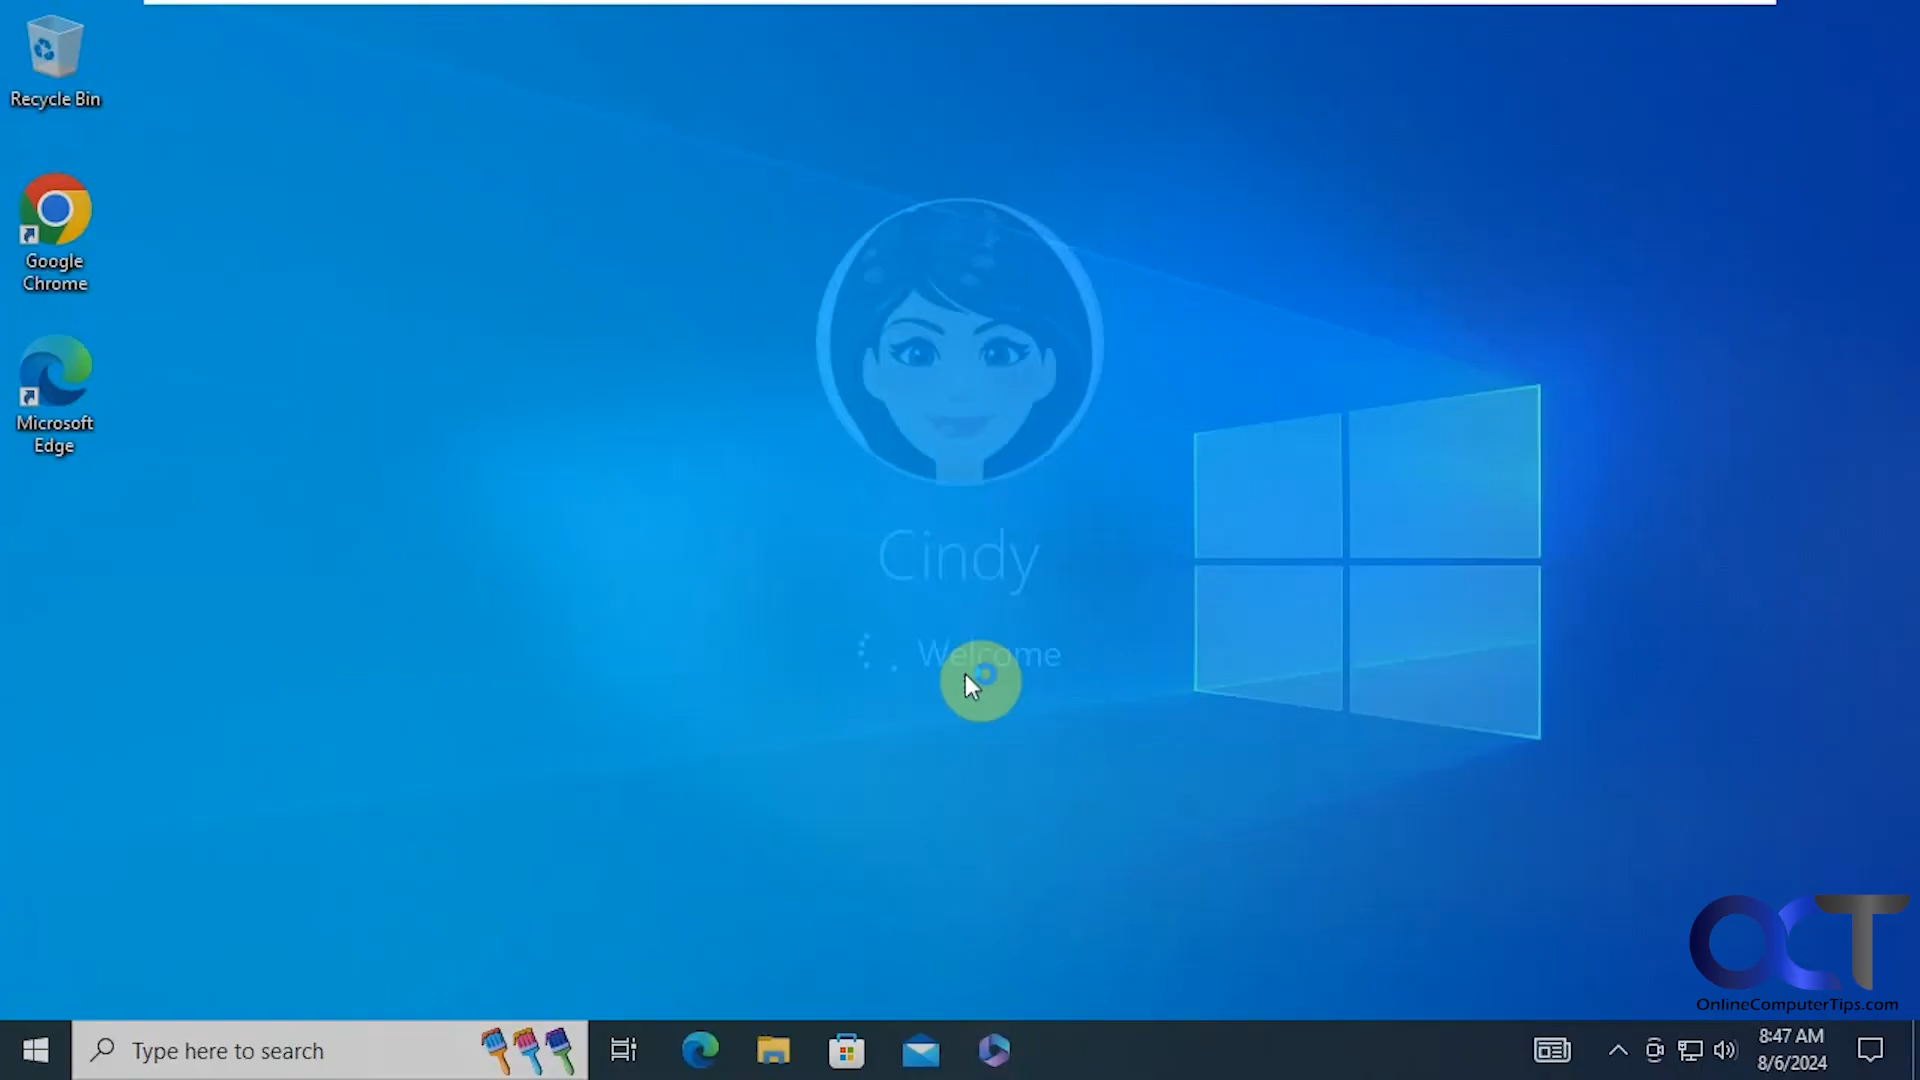 Recycle Bin
Google
Chrome
Microsoft
Edge
Cindy
Welcome
OCT
OnlineComputerTips.com
Type here to search
8:47 AM
8/6/2024